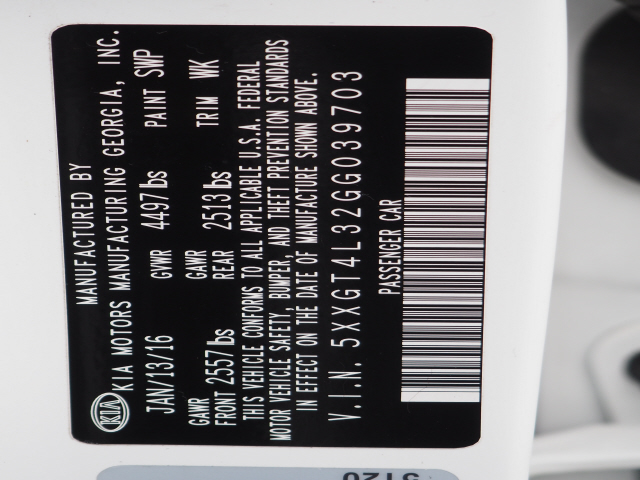 MANUFACTURED BY
KIA KIA MOTORS MANUFACTURING GEORGIA, INC.
JAN/13/16 GVWR 4497lbs PAINT SWP
GAWR FRONT 2557lbs GAWR REAR 2513lbs TRIM WK
THIS VEHICLE CONFORMS TO ALL APPLICABLE U.S.A. FEDERAL
MOTOR VEHICLE SAFETY, BUMPER, AND THEFT PREVENTION STANDARDS
IN EFFECT ON THE DATE OF MANUFACTURE SHOWN ABOVE.
V.I.N. 5XXGT4L32GG039703
PASSENGER CAR
5120